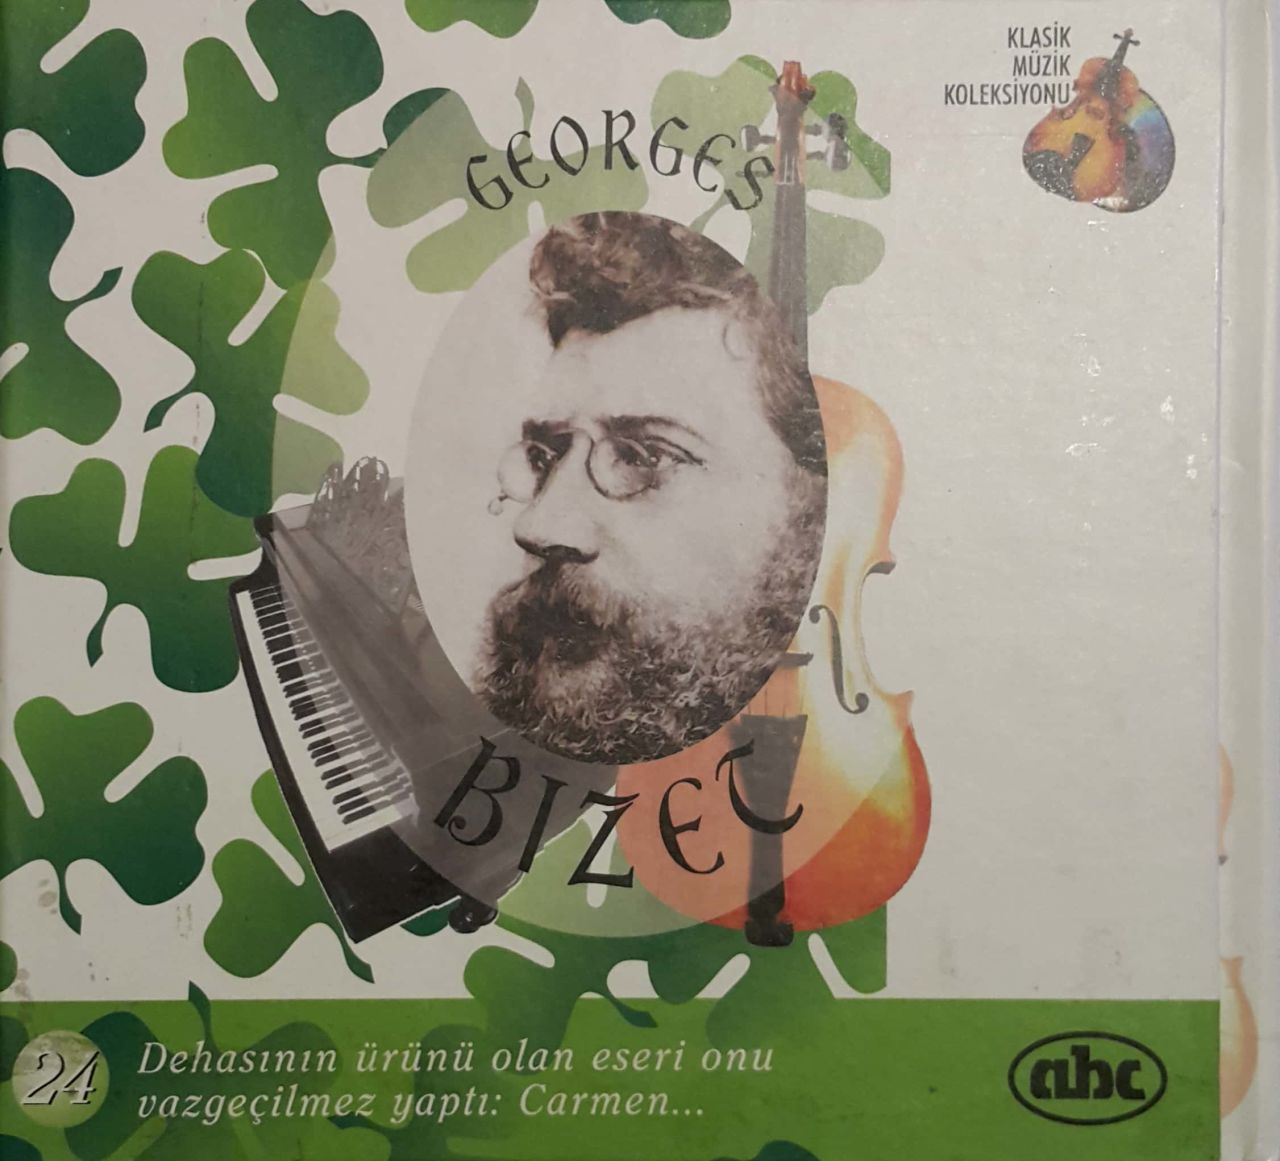 KLASİK
MÜZİK
KOLEKSİYONU
GEORGES
BIZET
24
Dehasının ürünü olan eseri onu
vazgeçilmez yaptı: Carmen...
abc